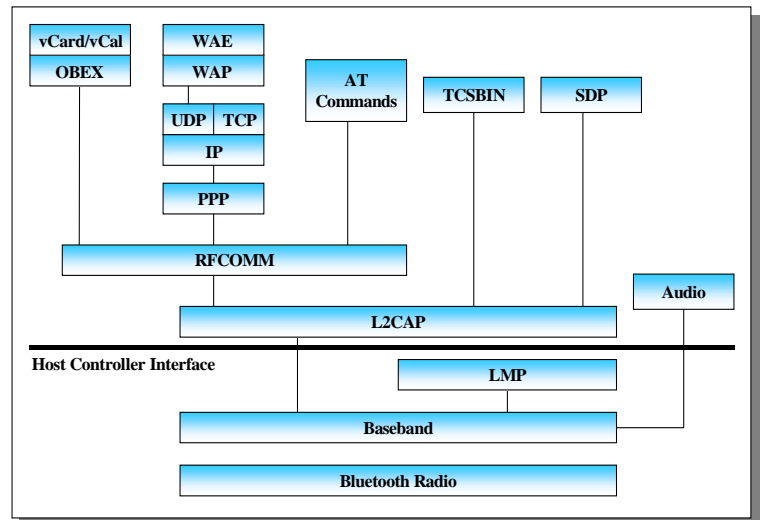 vCard/vCal
OBEX
WAE
WAP
UDP TCP
IP
PPP
AT
Commands
TCSBIN
SDP
RFCOMM
Audio
L2CAP
Host Controller Interface
LMP
Baseband
Bluetooth Radio